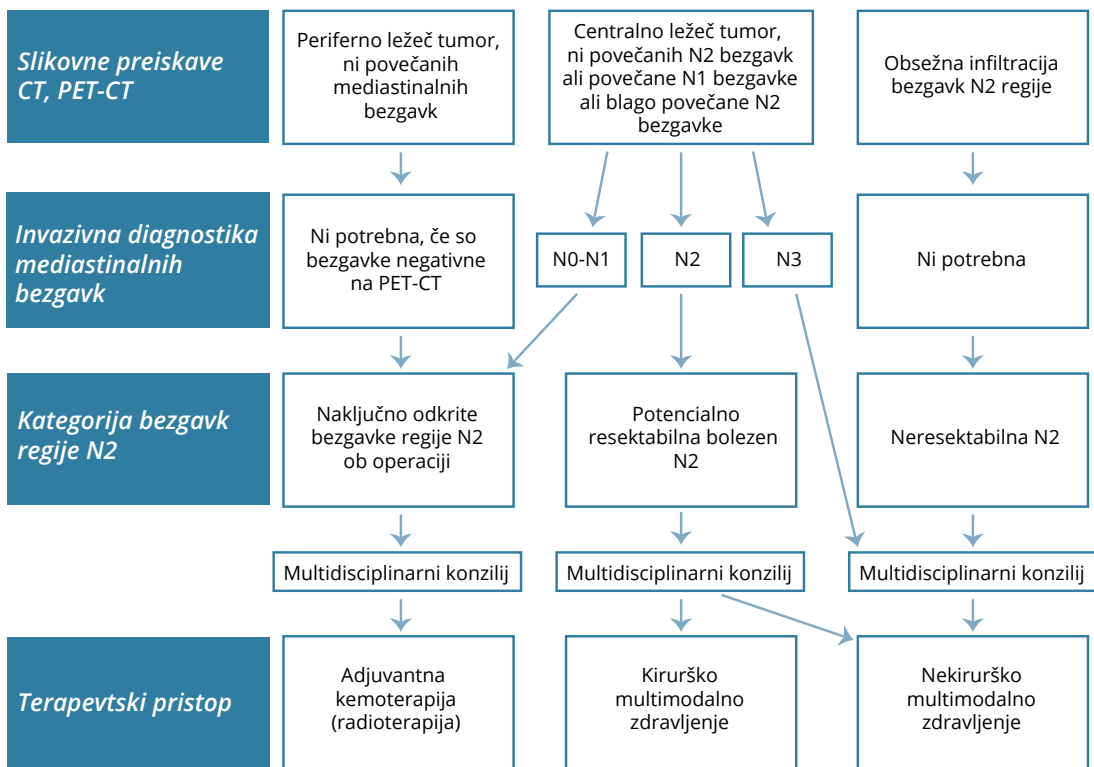 Slikovne preiskave
CT, PET-CT
Periferno ležeč tumor,
ni povečanih
mediastinalnih
bezgavk
Centralno ležeč tumor,
ni povečanih N2 bezgavk
ali povečane N1 bezgavke
ali blago povečane N2
bezgavke
Obsežna infiltracija
bezgavk N2 regije
Invazivna diagnostika
mediastinalnih
bezgavk
Ni potrebna, če so
bezgavke negativne
na PET-CT
N0-N1
N2
N3
Ni potrebna
Kategorija bezgavk
regije N2
Naključno odkrite
bezgavke regije N2
ob operaciji
Potencialno
resektabilna bolezen
N2
Neresektabilna N2
Multidisciplinarni konzilij
Multidisciplinarni konzilij
Multidisciplinarni konzilij
Terapevtski pristop
Adjuvantna
kemoterapija
(radioterapija)
Kirurško
multimodalno
zdravljenje
Nekirurško
multimodalno
zdravljenje